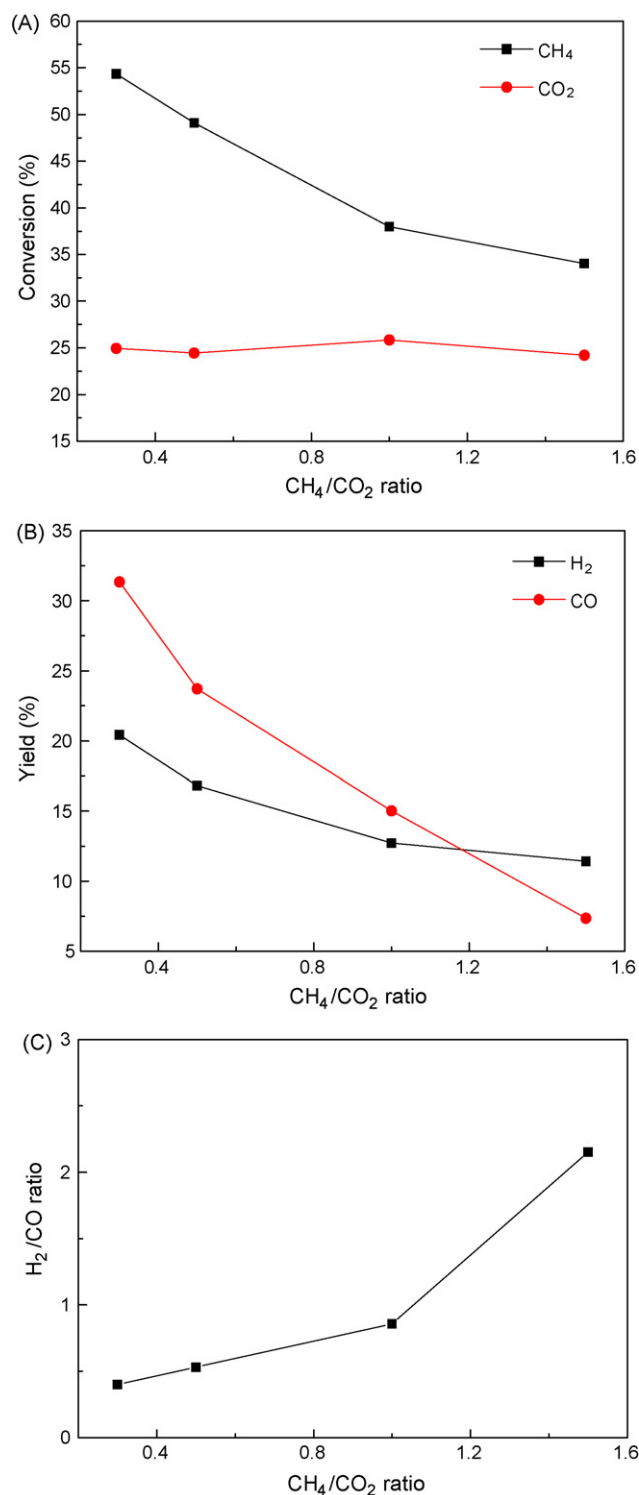 (A)
60
55
50
45
40
35
30
25
20
15
Conversion (%)
CH₄
CO₂
0.4
0.8
1.2
1.6
CH₄/CO₂ ratio
(B)
35
30
25
20
15
10
5
Yield (%)
H₂
CO
0.4
0.8
1.2
1.6
CH₄/CO₂ ratio
(C)
3
2
1
0
H₂/CO ratio
0.4
0.8
1.2
1.6
CH₄/CO₂ ratio